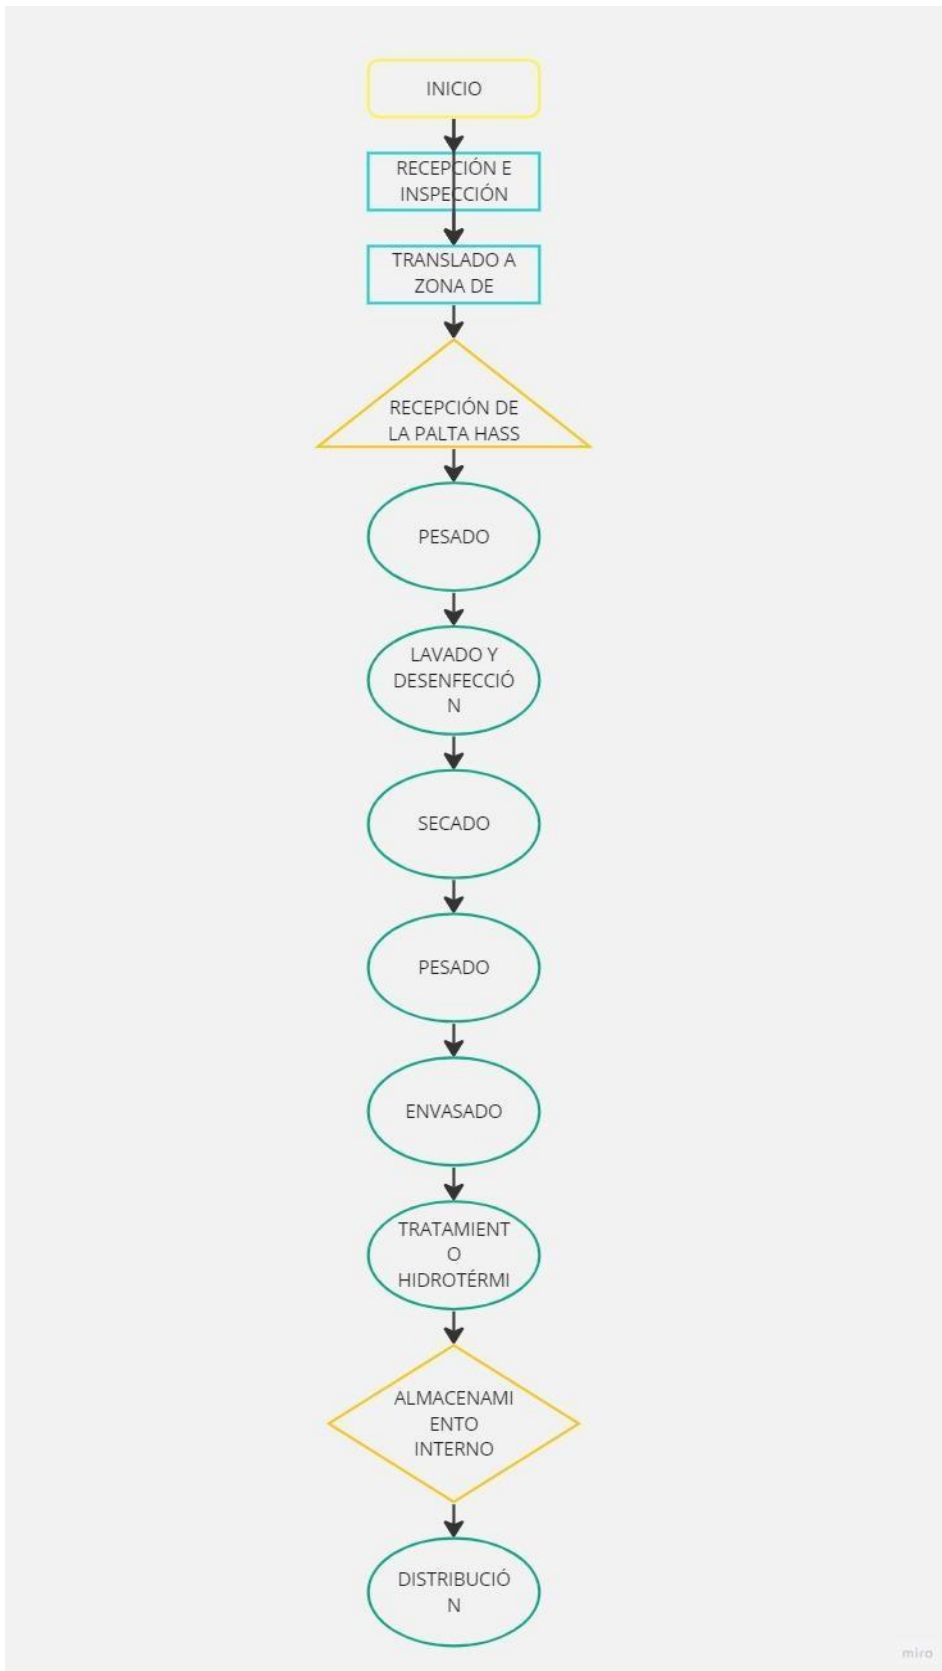 INICIO
RECEPCIÓN E
INSPECCIÓN
TRANSLADO A
ZONA DE
RECEPCIÓN DE
LA PALTA HASS
PESADO
LAVADO Y
DESENFECCIÓ
N
SECADO
PESADO
ENVASADO
TRATAMIENT
O
HIDROTÉRMI
ALMACENAMI
ENTO
INTERNO
DISTRIBUCIÓ
N
miro